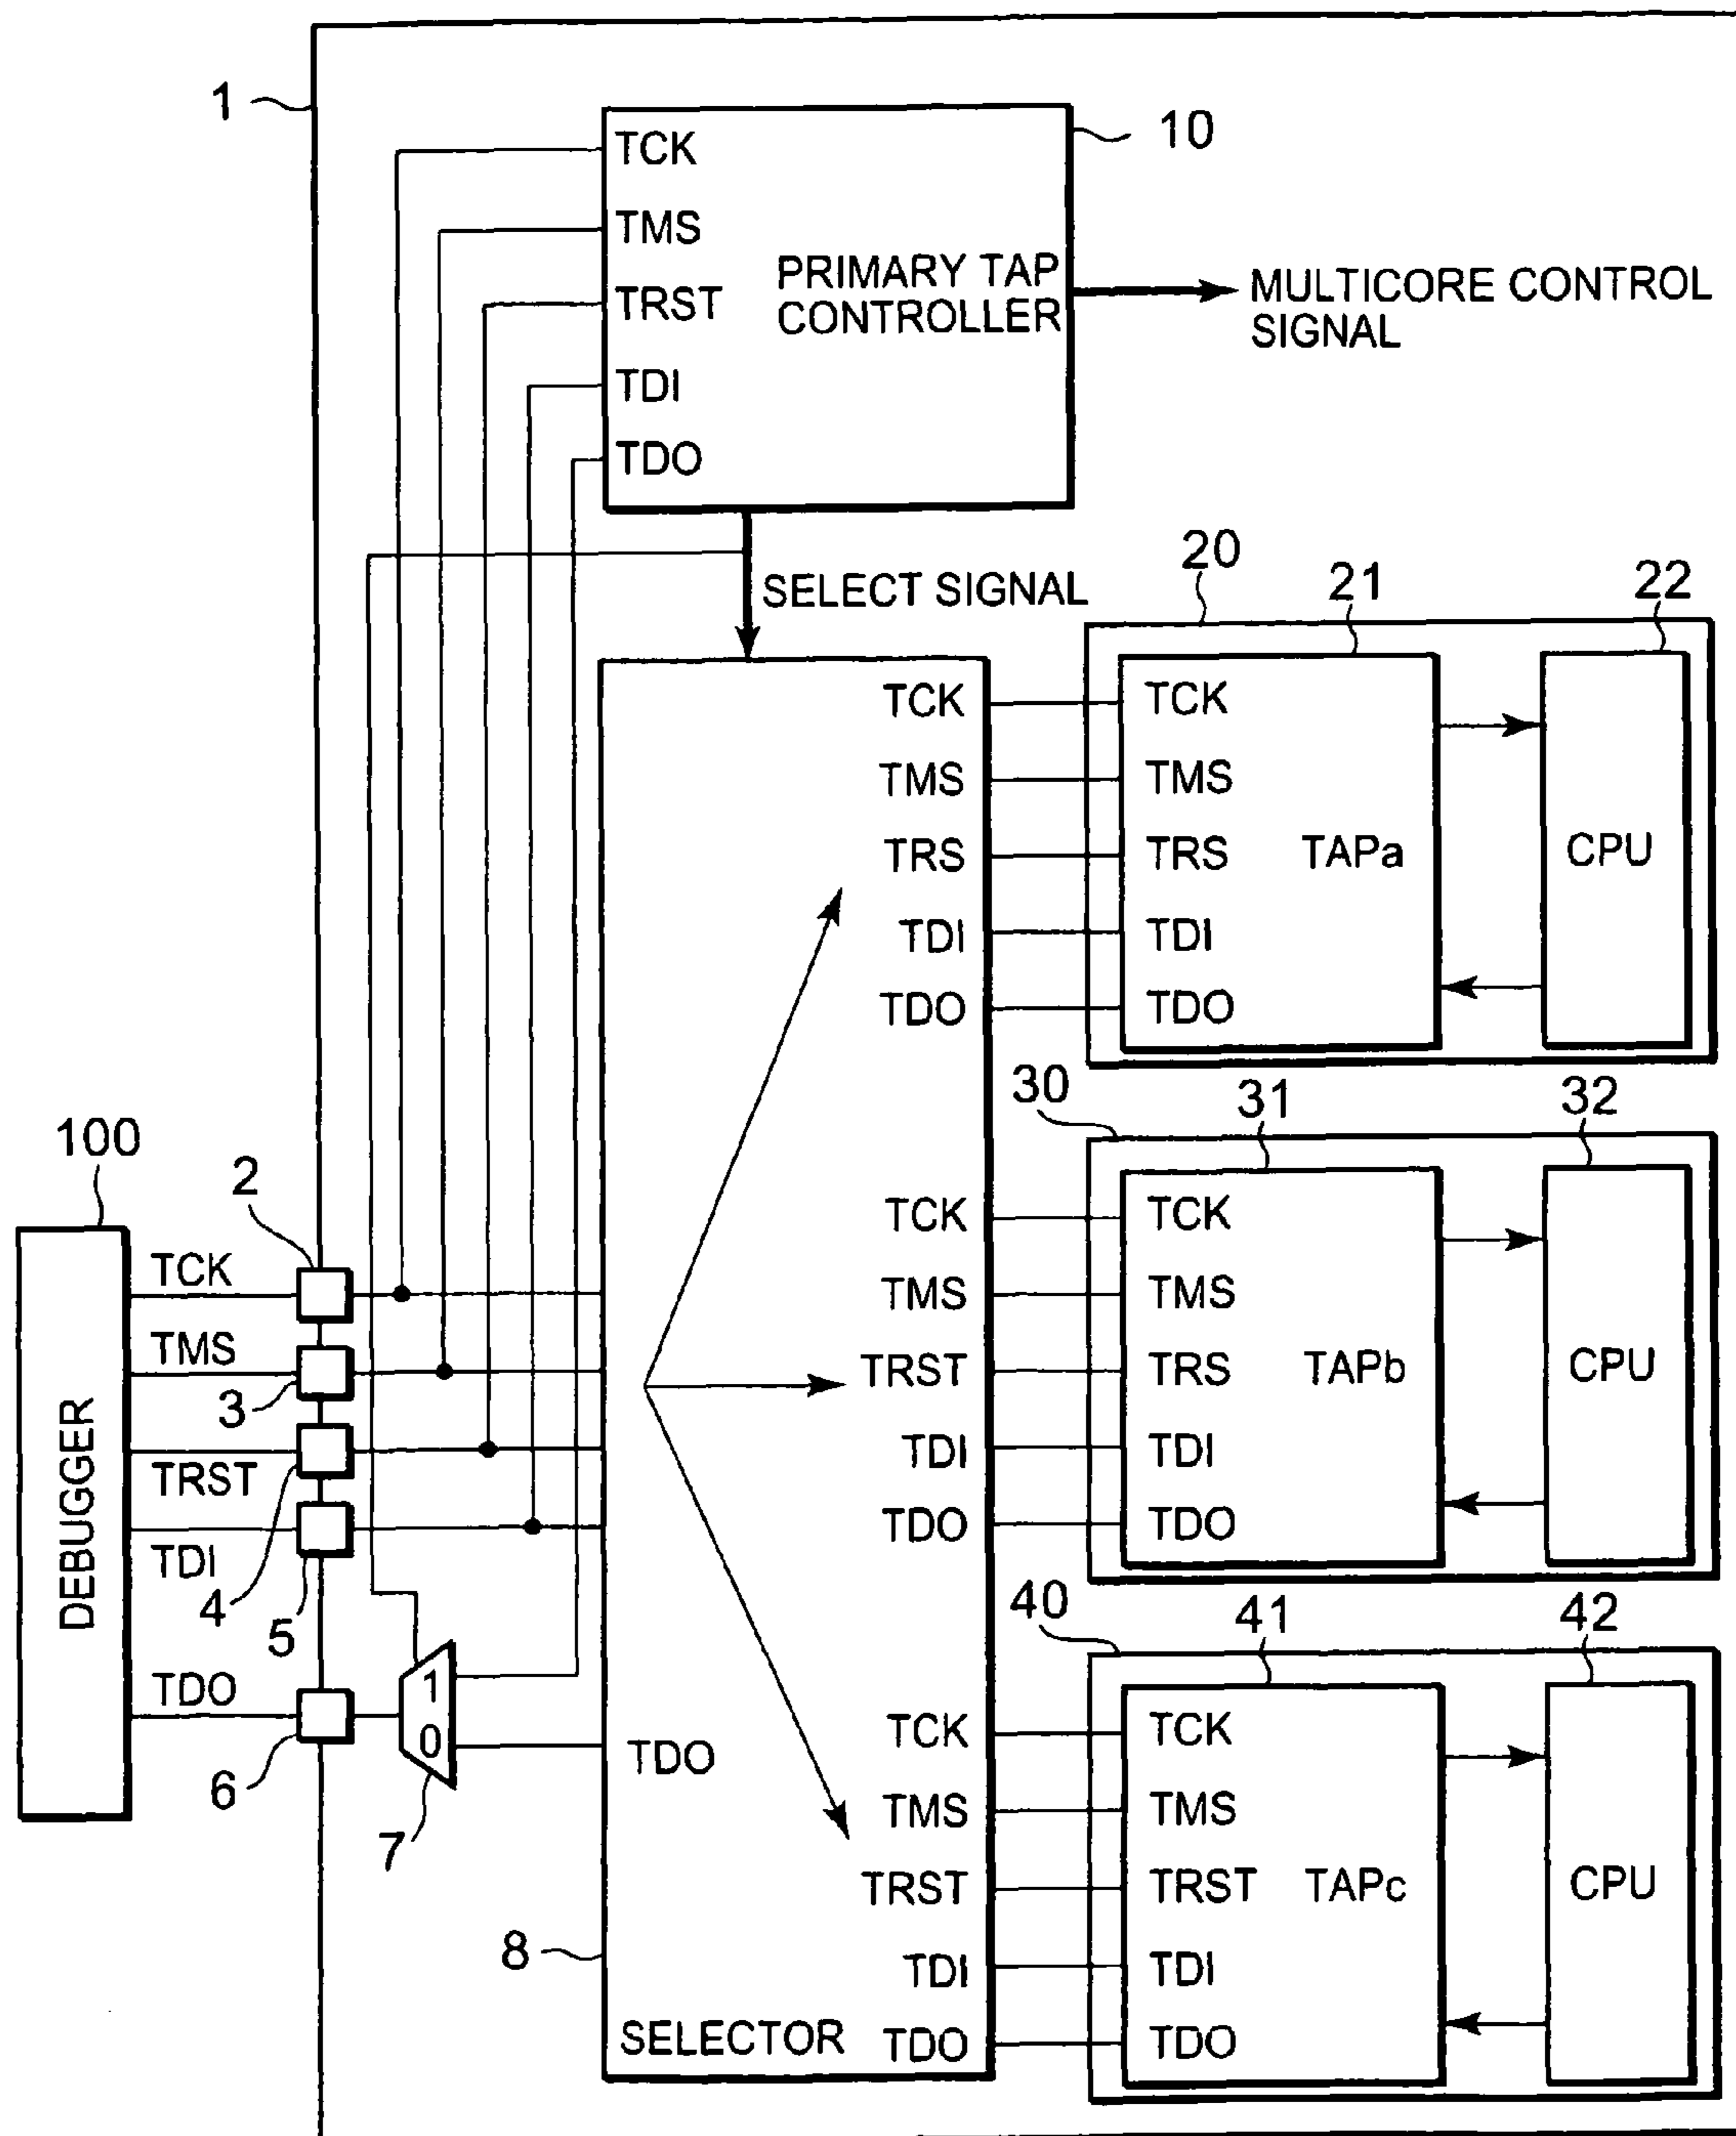 1
10
TCK
TMS
TRST
TDI
TDO
PRIMARY TAP
CONTROLLER
MULTICORE CONTROL
SIGNAL
SELECT SIGNAL
20
21
22
TCK
TMS
TRS
TDI
TDO
TCK
TMS
TRS
TDI
TDO
TAPa
CPU
30
31
32
TCK
TMS
TRST
TDI
TDO
TCK
TMS
TRS
TDI
TDO
TAPb
CPU
100
DEBUGGER
TCK
TMS
TRST
TDI
TDO
2
3
4
5
6
1
0
7
TDO
8
SELECTOR
40
41
42
TCK
TMS
TRST
TDI
TDO
TCK
TMS
TRST
TDI
TDO
TAPc
CPU